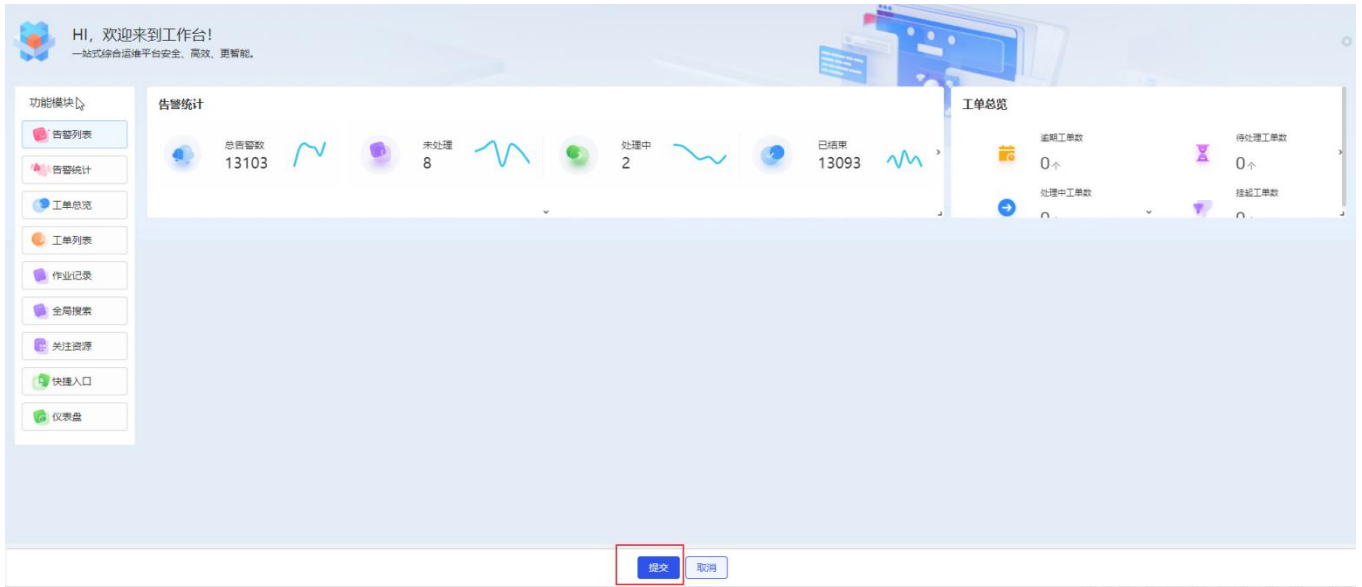 HI，欢迎来到工作台！
一站式综合运维平台安全、高效、更智能。
功能模块
告警列表
告警统计
工单总览
工单列表
作业记录
全局搜索
关注资源
快捷入口
仪表盘
告警统计
总告警数
13103
未处理
8
处理中
2
已结束
13093
工单总览
逾期工单数
0个
待处理工单数
0个
处理中工单数
挂起工单数
提交
取消